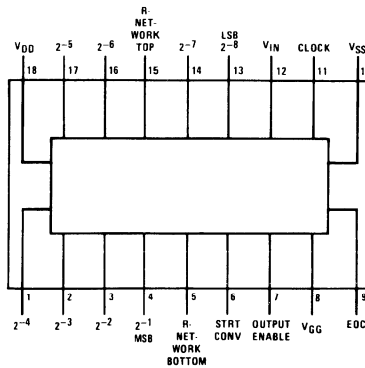 R-
NET-
WORK
TOP
LSB
VDD 2-5 2-6 2-7 2-8 VIN CLOCK VSS
18 17 16 15 14 13 12 11 1
1 2 3 4 5 6 7 8 9
2-4 2-3 2-2 2-1 R- STRT OUTPUT VGG EOC
MSB NET- CONV ENABLE
WORK
BOTTOM